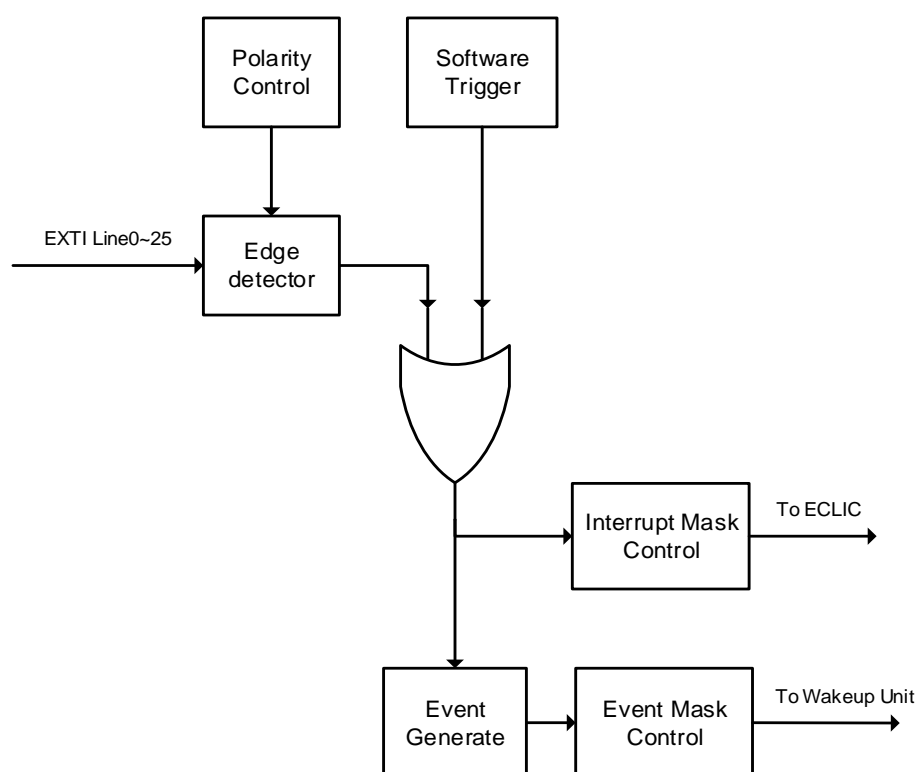 Polarity
Control
Software
Trigger
EXTI Line0~25
Edge
detector
Interrupt Mask
Control
To ECLIC
Event
Generate
Event Mask
Control
To Wakeup Unit